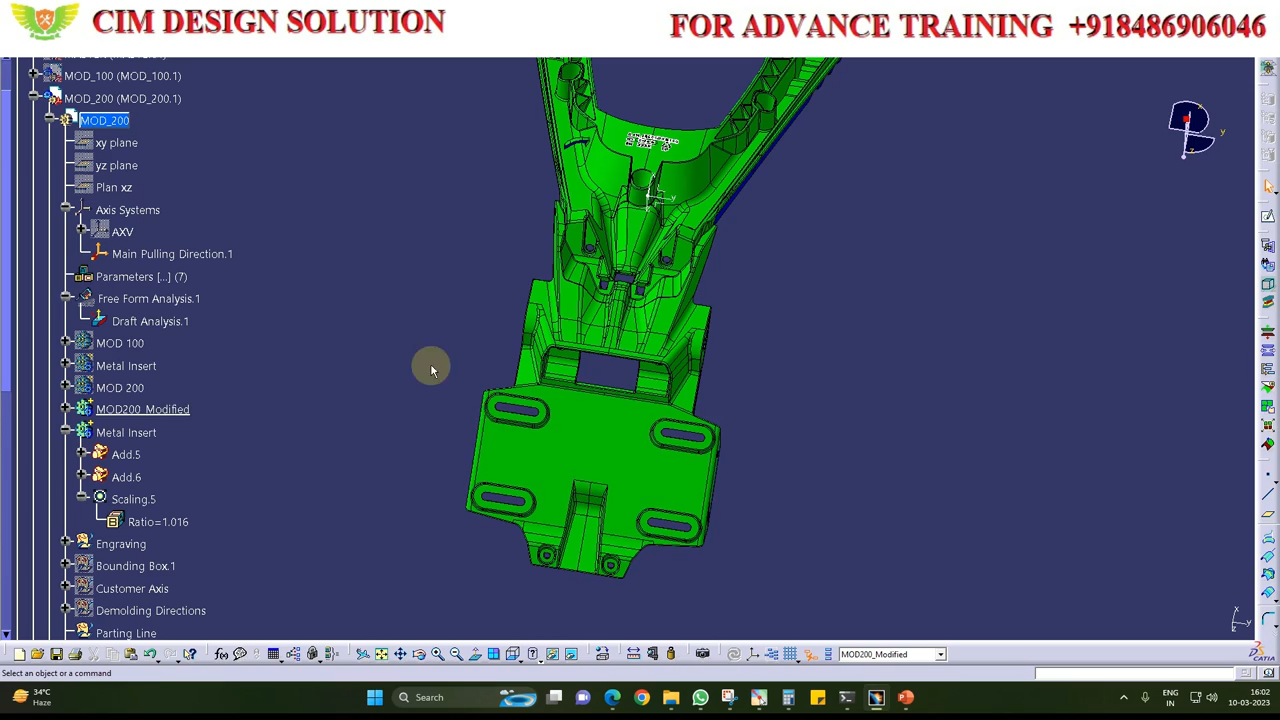 CIM DESIGN SOLUTION
FOR ADVANCE TRAINING +918486906046
MOD_100 (MOD_100.1)
MOD_200 (MOD_200.1)
MOD_200
xy plane
yz plane
Plan xz
Axis Systems
AXV
Main Pulling Direction.1
Parameters [...] (7)
Free Form Analysis.1
Draft Analysis.1
MOD 100
Metal Insert
MOD 200
MOD200_Modified
Metal Insert
Add.5
Add.6
Scaling.5
Ratio=1.016
Engraving
Bounding Box.1
Customer Axis
Demolding Directions
Parting Line
y
z
y
x
y
z
CATIA
MOD200_Modified
Select an object or a command
34°C
Haze
Search
ENG
IN
16:02
10-03-2023